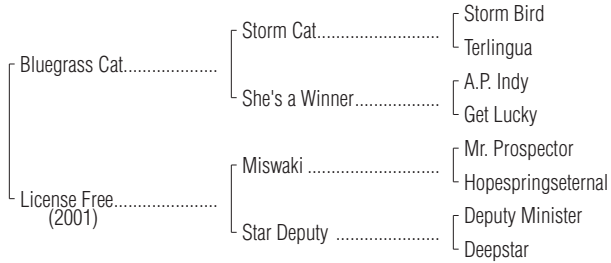 Storm Bird
Storm Cat......................
Terlingua
Bluegrass Cat...................
A.P. Indy
She's a Winner...............
Get Lucky
Mr. Prospector
Miswaki .......................
Hopespringseternal
License Free.....................
(2001)
Deputy Minister
Star Deputy ..................
Deepstar